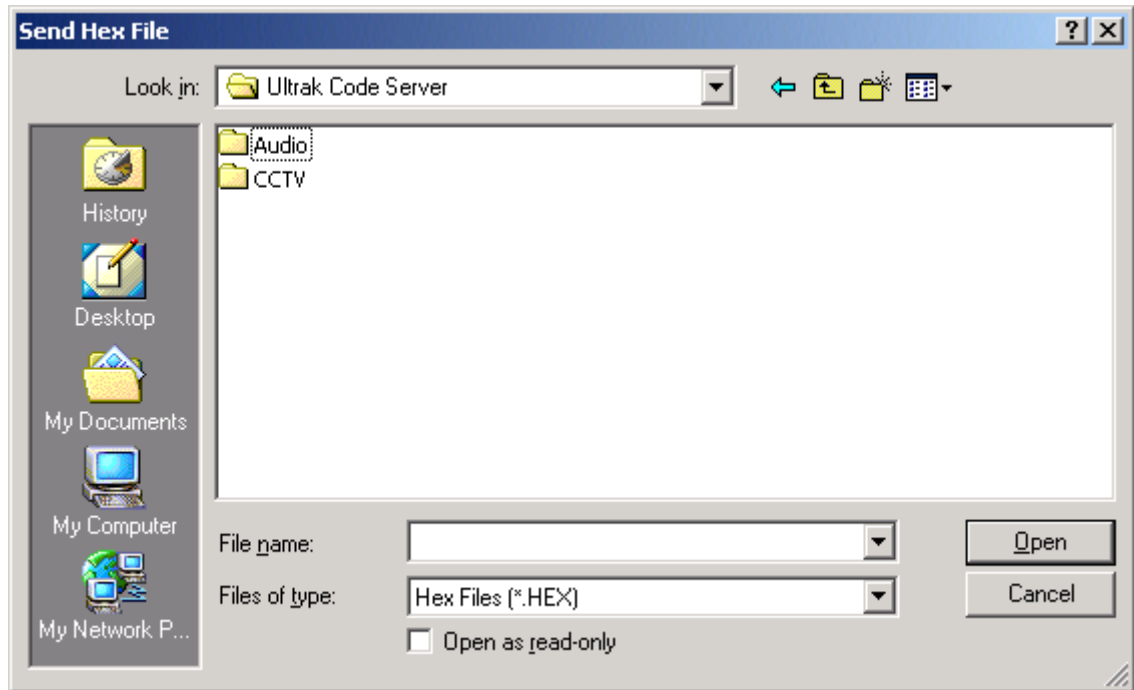 Send Hex File
Look in: Ultrak Code Server
Audio
CCTV
History
Desktop
My Documents
My Computer
My Network P...
File name:
Open
Files of type: Hex Files (*.HEX)
Cancel
Open as read-only